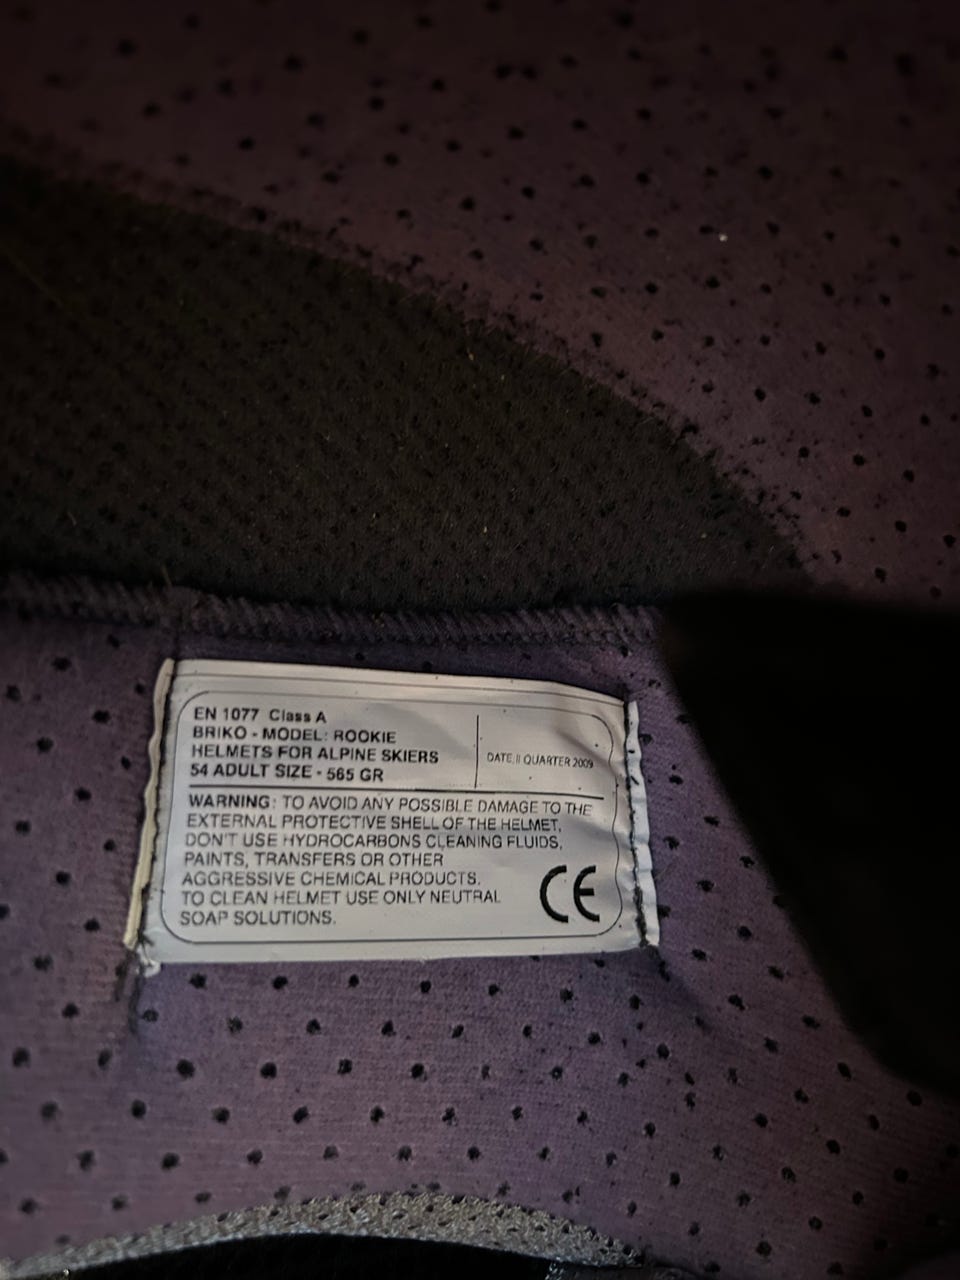 EN 1077 Class A
BRIKO - MODEL: ROOKIE
HELMETS FOR ALPINE SKIERS
54 ADULT SIZE - 565 GR
DATE, II QUARTER 2009
WARNING: TO AVOID ANY POSSIBLE DAMAGE TO THE
EXTERNAL PROTECTIVE SHELL OF THE HELMET,
DON'T USE HYDROCARBONS CLEANING FLUIDS,
PAINTS, TRANSFERS OR OTHER
AGGRESSIVE CHEMICAL PRODUCTS.
TO CLEAN HELMET USE ONLY NEUTRAL
SOAP SOLUTIONS.
CE